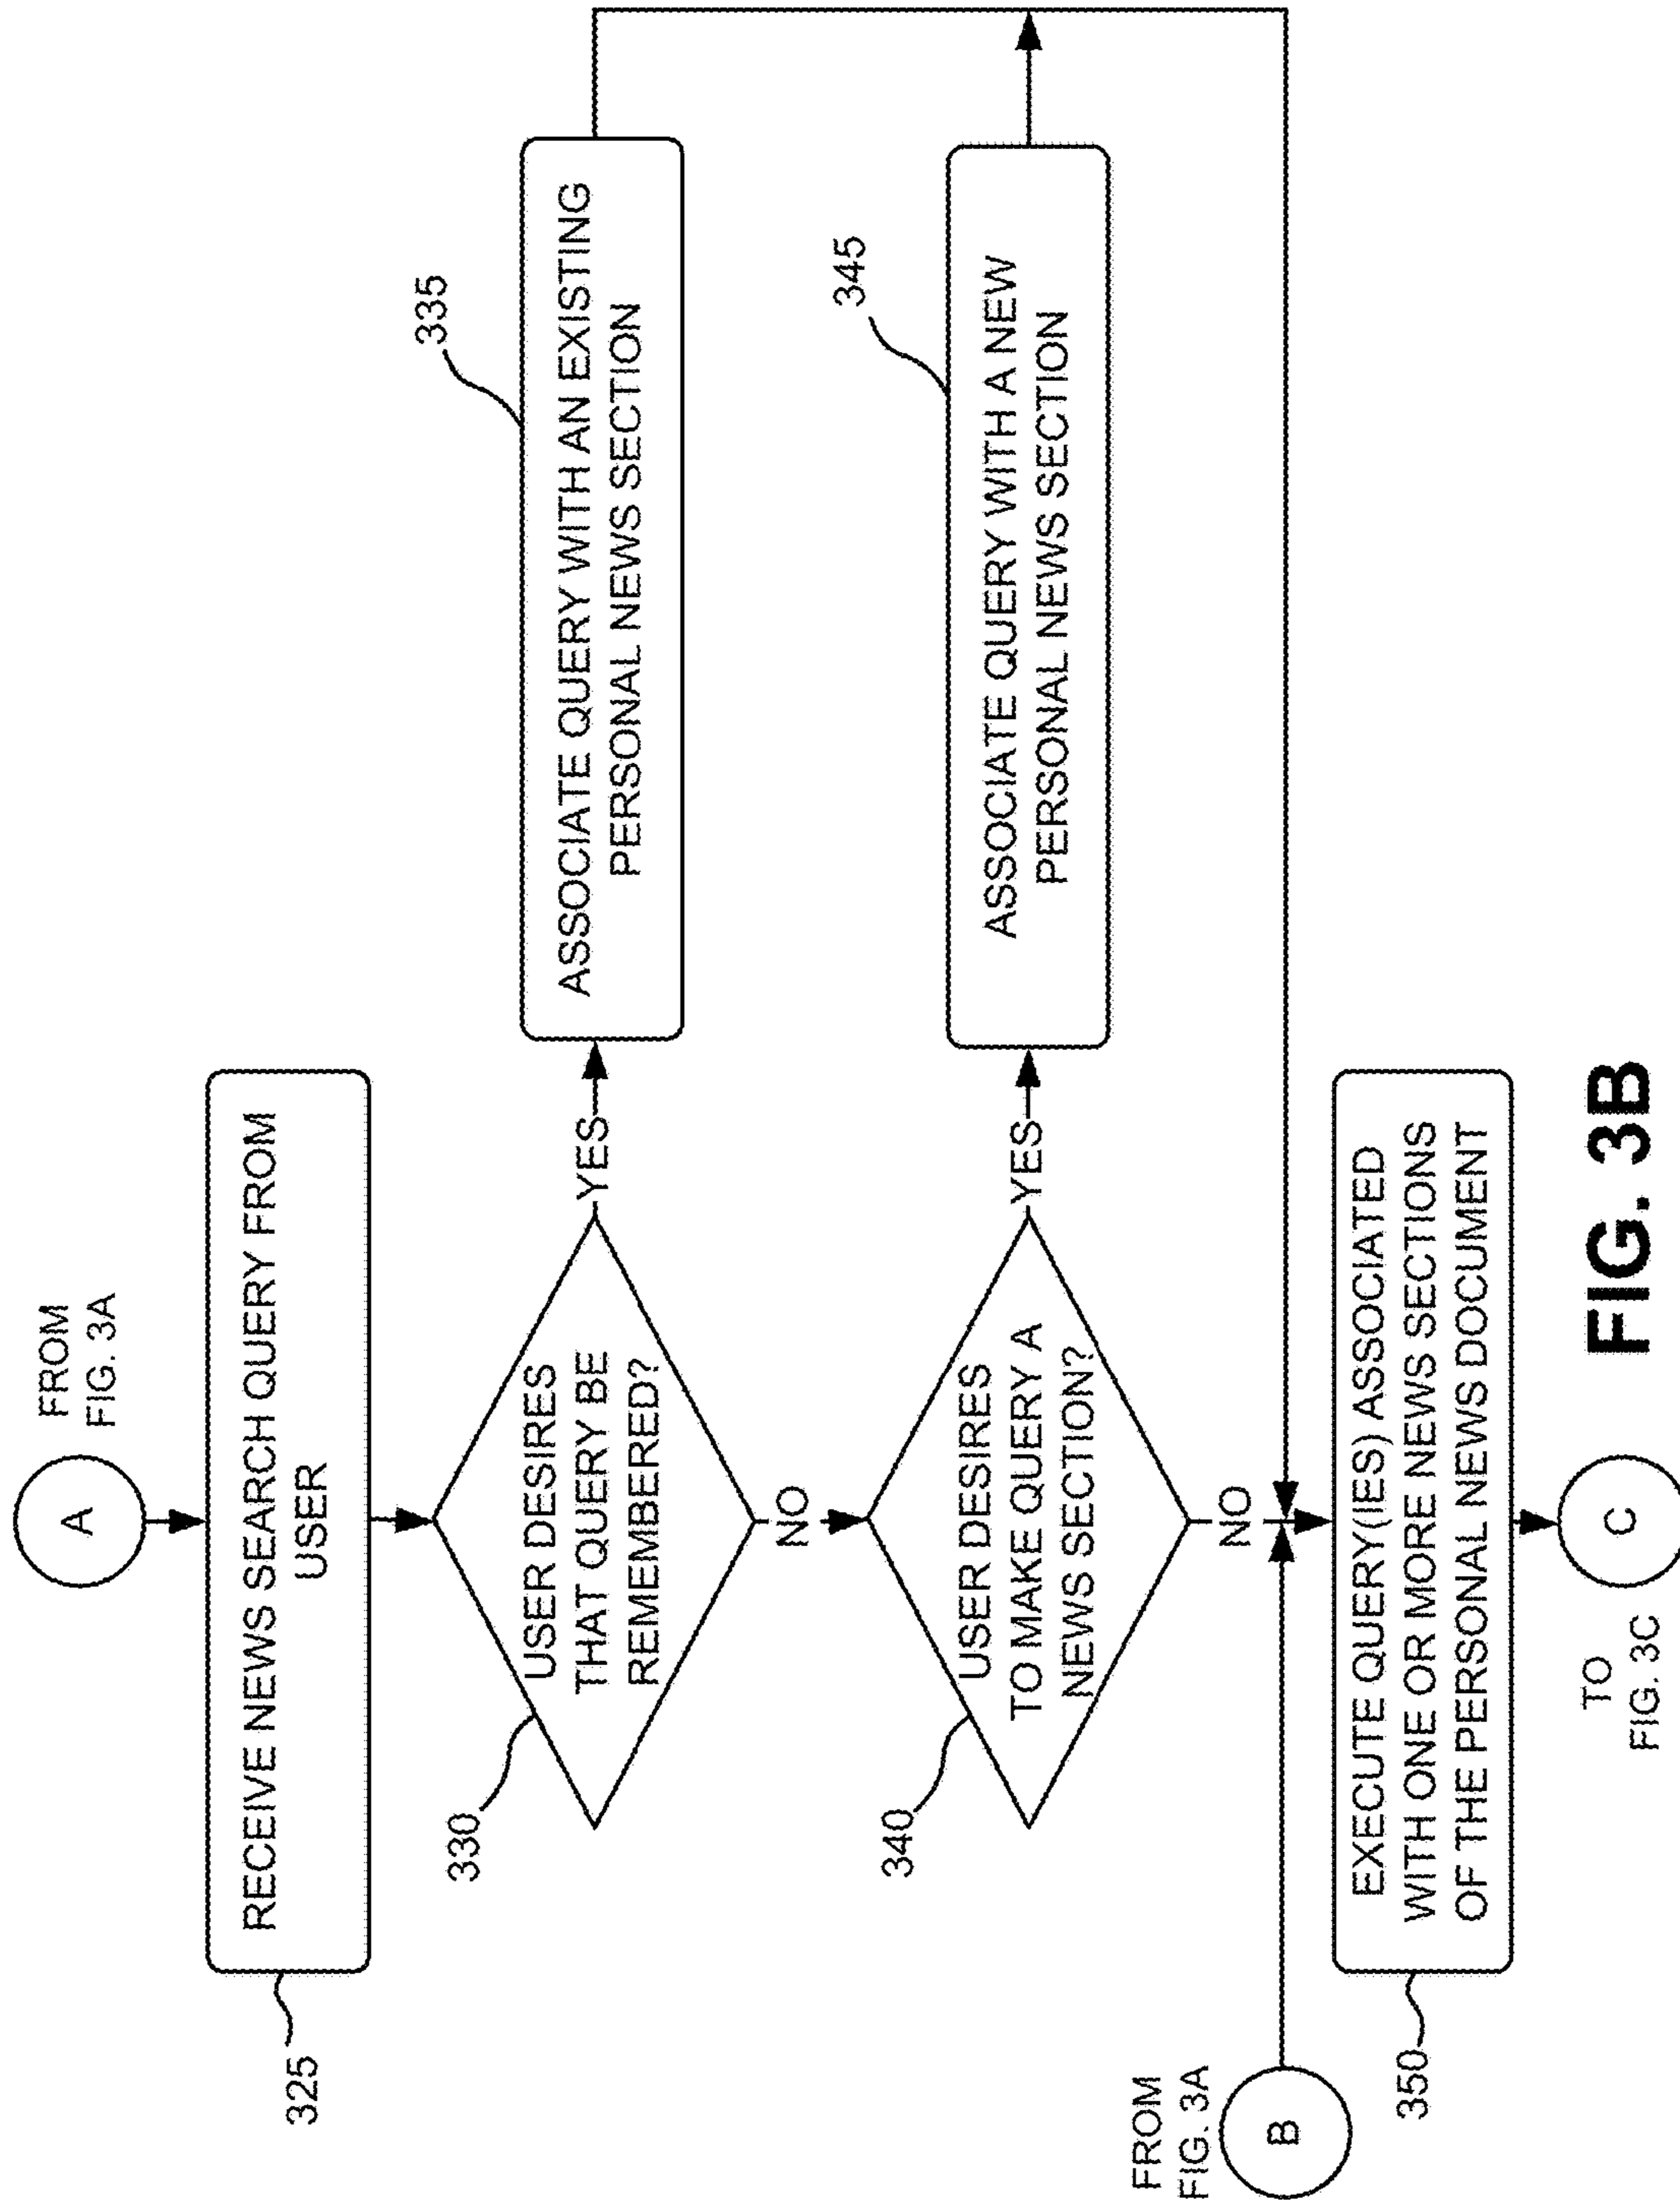 FROM
FIG. 3A
A
RECEIVE NEWS SEARCH QUERY FROM
USER
325
USER DESIRES
THAT QUERY BE
REMEMBERED?
330
YES
ASSOCIATE QUERY WITH AN EXISTING
PERSONAL NEWS SECTION
335
NO
USER DESIRES
TO MAKE QUERY A
NEWS SECTION?
340
YES
ASSOCIATE QUERY WITH A NEW
PERSONAL NEWS SECTION
345
NO
FROM
FIG. 3A
B
EXECUTE QUERY(IES) ASSOCIATED
WITH ONE OR MORE NEWS SECTIONS
OF THE PERSONAL NEWS DOCUMENT
350
TO
FIG. 3C
C
FIG. 3B